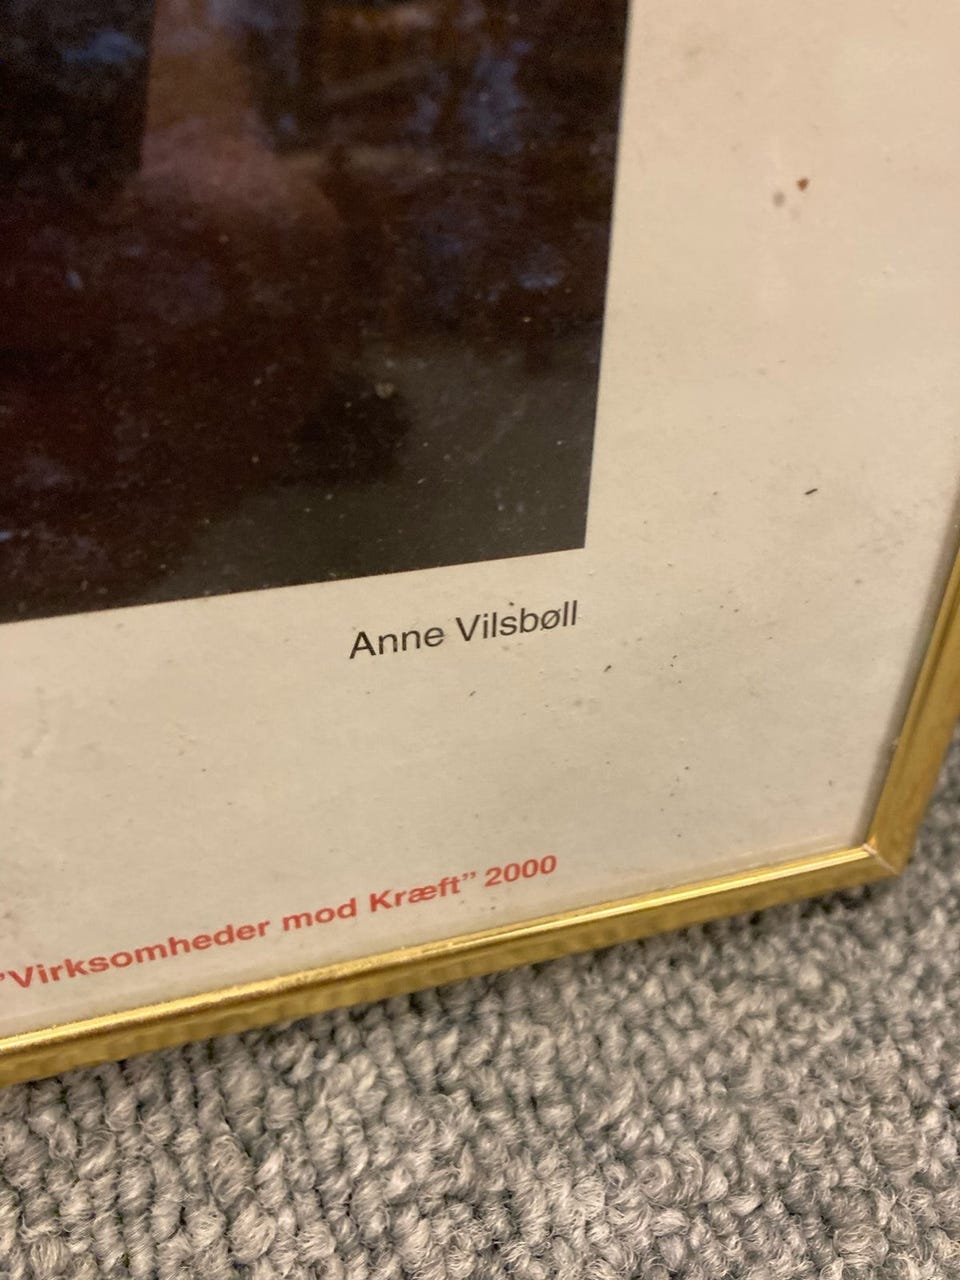 Anne Vilsbøll
"Virksomheder mod Kræft" 2000